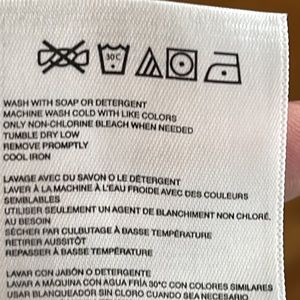 30C
WASH WITH SOAP OR DETERGENT
MACHINE WASH COLD WITH LIKE COLORS
ONLY NON-CHLORINE BLEACH WHEN NEEDED
TUMBLE DRY LOW
REMOVE PROMPTLY
COOL IRON
LAVAGE AVEC DU SAVON O LE DÉTERGENT
LAVER À LA MACHINE À L'EAU FROIDE AVEC DES COULEURS
SEMBLABLES
UTILISER SEULEMENT UN AGENT DE BLANCHIMENT NON CHLORÉ.
AU BESOIN
SÉCHER PAR CULBUTAGE À BASSE TEMPÉRATURE
RETIRER AUSSITÔT
REPASSER À BASSE TEMPÉRATURE
LAVAR CON JABÓN O DETERGENTE
LAVAR A MÁQUINA CON AGUA FRÍA 30°C CON COLORES SIMILARES
USAR BLANQUEADOR SIN CLORO CUANDO SEA NECESARIO